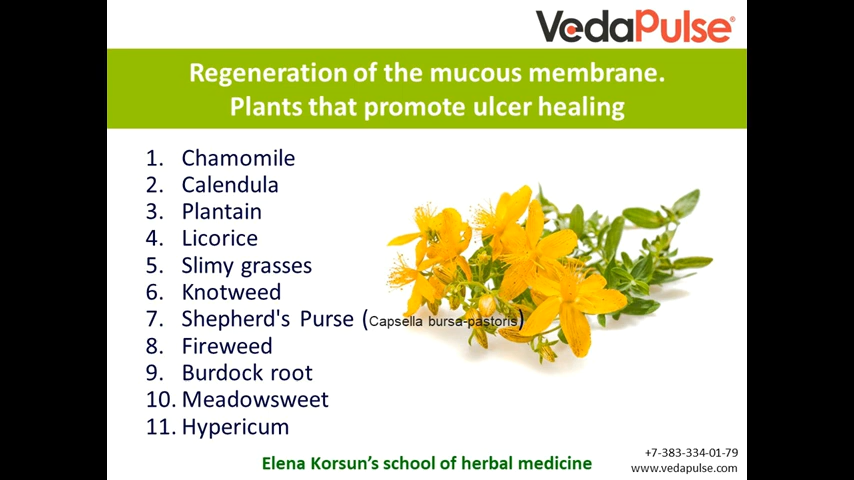 VedaPulse®
Regeneration of the mucous membrane.
Plants that promote ulcer healing
1. Chamomile
2. Calendula
3. Plantain
4. Licorice
5. Slimy grasses
6. Knotweed
7. Shepherd's Purse (Capsella bursa-pastoris)
8. Fireweed
9. Burdock root
10. Meadowsweet
11. Hypericum
Elena Korsun's school of herbal medicine
+7-383-334-01-79
www.vedapulse.com